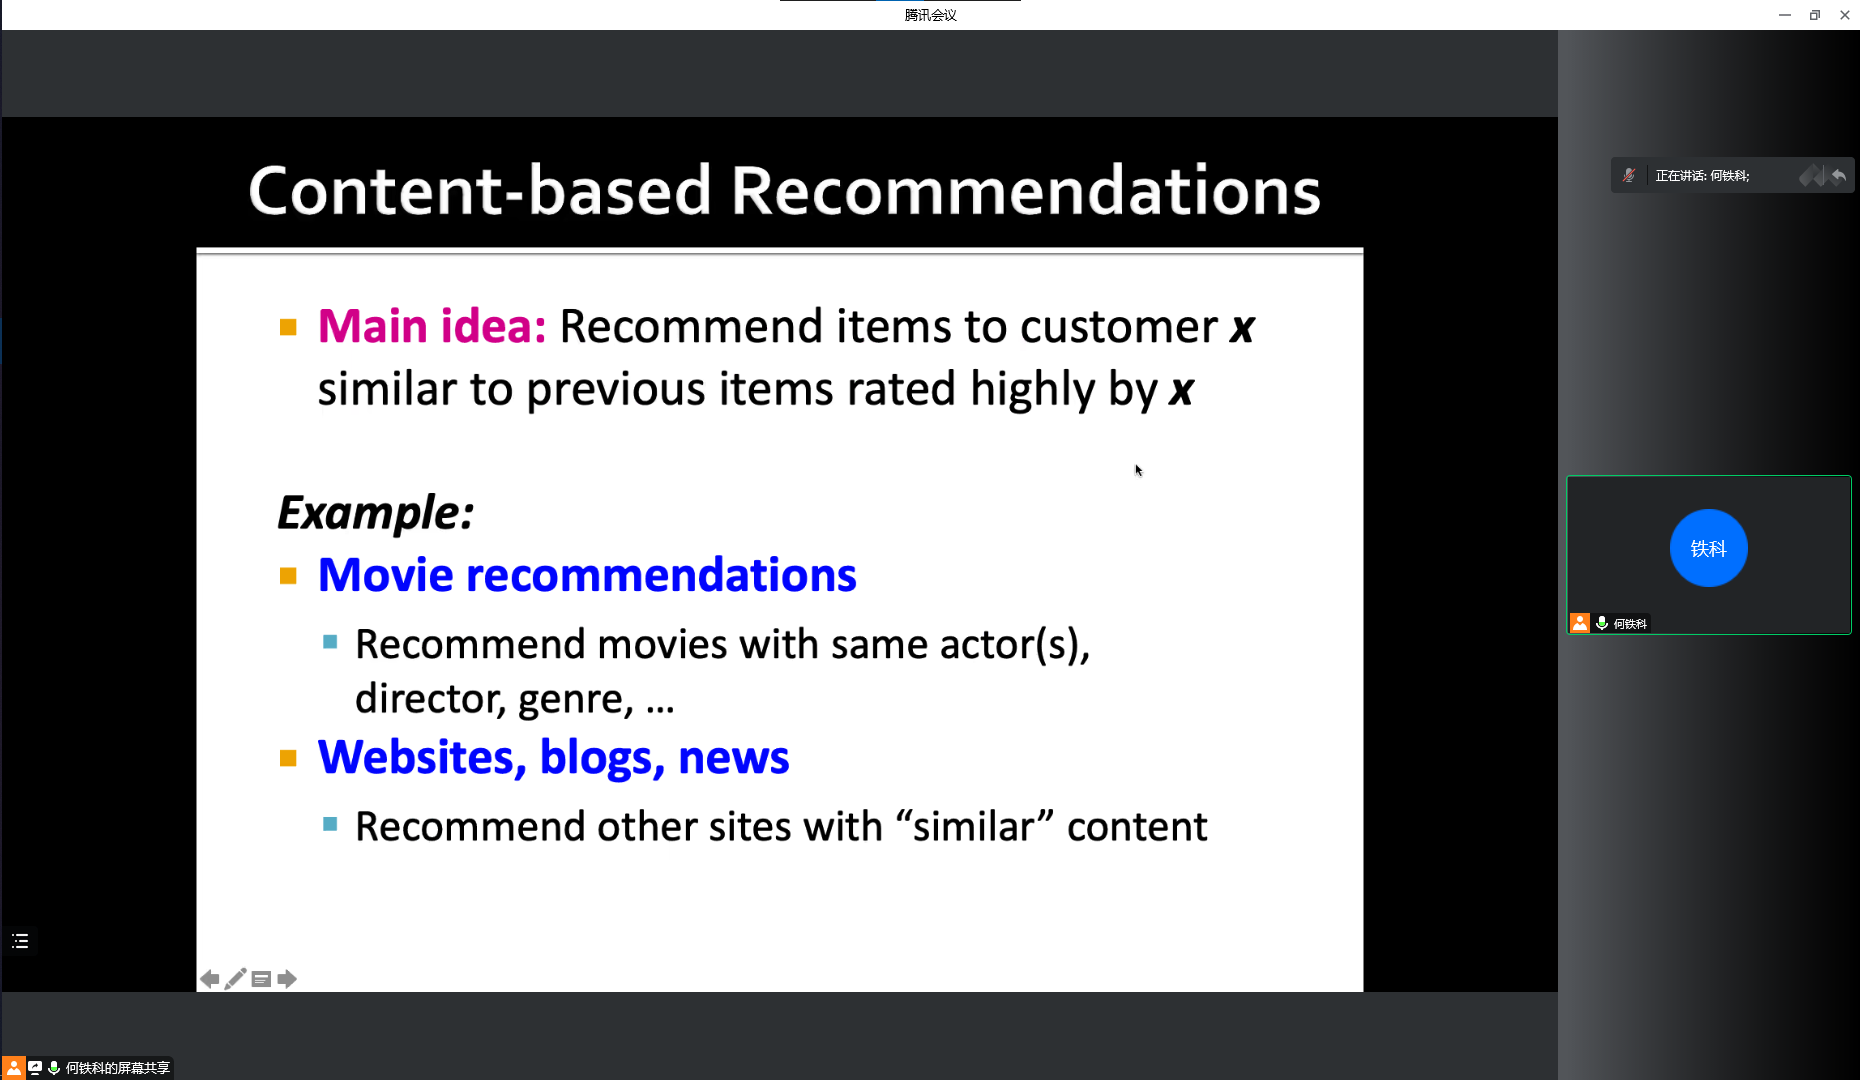 腾讯会议
Content-based Recommendations
Main idea: Recommend items to customer x
similar to previous items rated highly by x
Example:
Movie recommendations
Recommend movies with same actor(s),
director, genre, ...
Websites, blogs, news
Recommend other sites with “similar” content
正在讲话: 何铁科;
铁科
何铁科
何铁科的屏幕共享